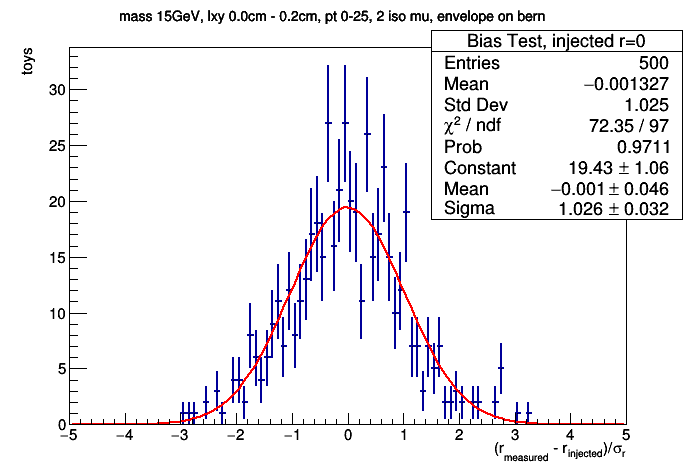 mass 15GeV, lxy 0.0cm - 0.2cm, pt 0-25, 2 iso mu, envelope on bern
toys
Bias Test, injected r=0
Entries 500
Mean −0.001327
Std Dev 1.025
χ² / ndf 72.35 / 97
Prob 0.9711
Constant 19.43 ± 1.06
Mean −0.001 ± 0.046
Sigma 1.026 ± 0.032
30
25
20
15
10
5
0
−5 −4 −3 −2 −1 0 1 2 3 4 5
(r_measured - r_injected)/σ_r